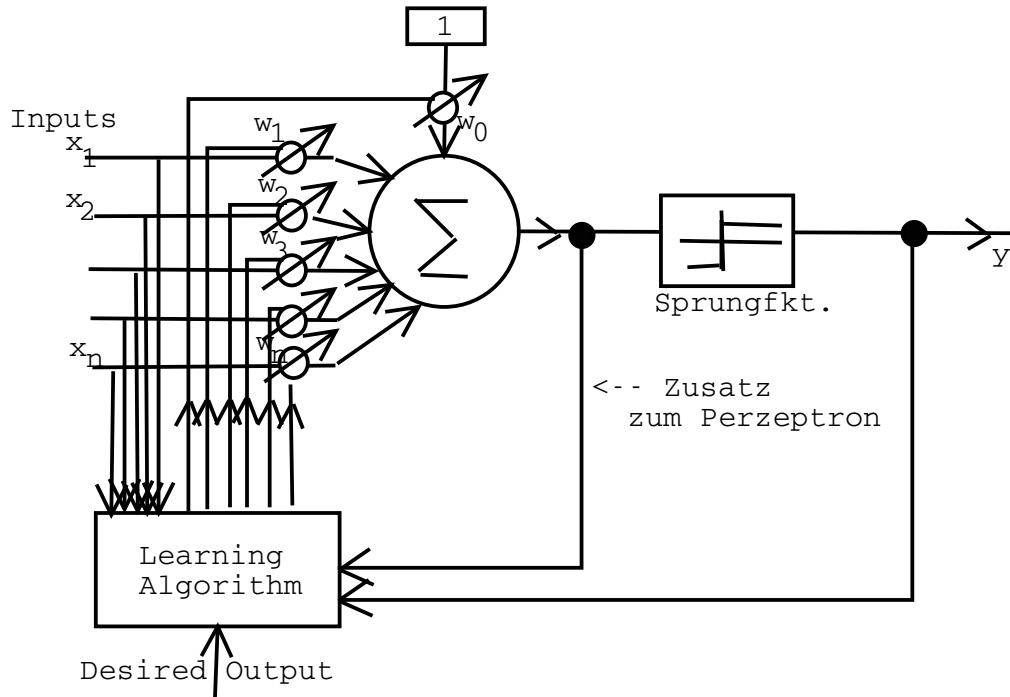 1
w0
Inputs
x1
w1
x2
w2
w3
xn
wn
Σ
Sprungfkt.
y
<-- Zusatz
zum Perzeptron
Learning
Algorithm
Desired Output